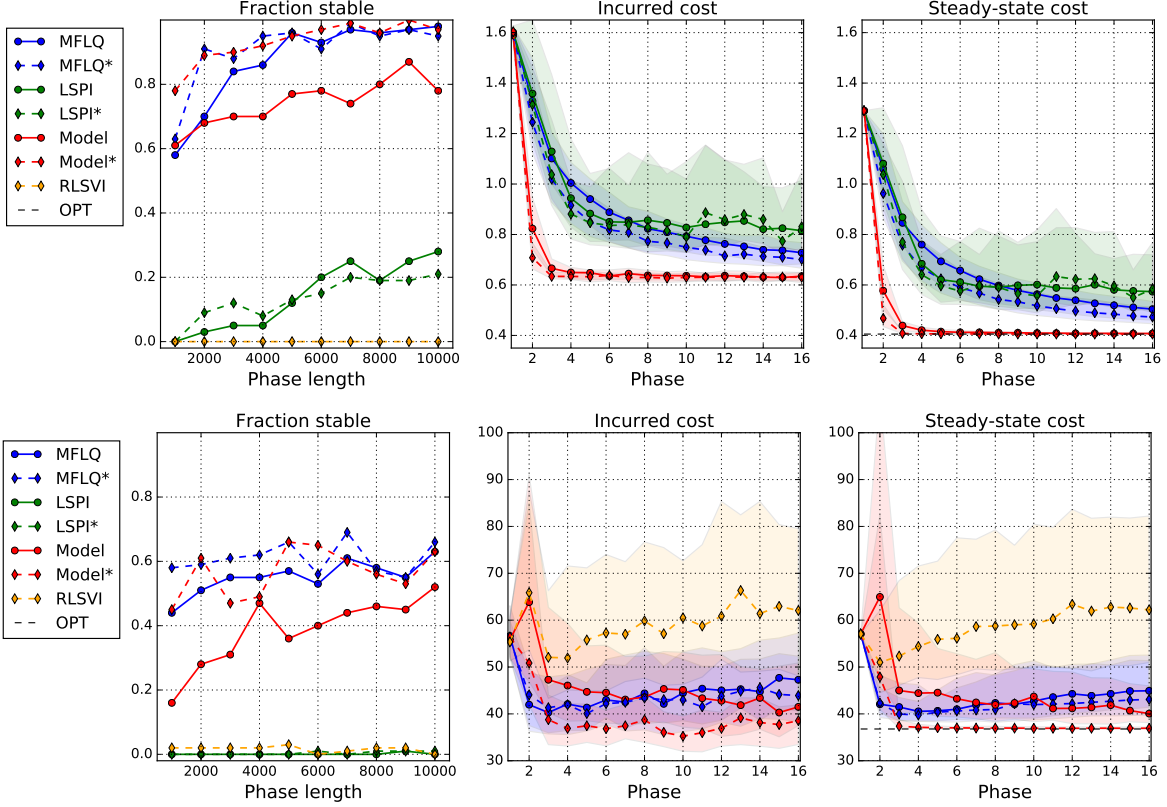 Fraction stable
Incurred cost
Steady-state cost
MFLQ
MFLQ*
LSPI
LSPI*
Model
Model*
RLSVI
OPT
0.8
0.6
0.4
0.2
0.0
2000 4000 6000 8000 10000
Phase length
1.6
1.4
1.2
1.0
0.8
0.6
0.4
2 4 6 8 10 12 14 16
Phase
1.6
1.4
1.2
1.0
0.8
0.6
0.4
2 4 6 8 10 12 14 16
Phase
Fraction stable
Incurred cost
Steady-state cost
MFLQ
MFLQ*
LSPI
LSPI*
Model
Model*
RLSVI
OPT
0.8
0.6
0.4
0.2
0.0
2000 4000 6000 8000 10000
Phase length
100
90
80
70
60
50
40
30
2 4 6 8 10 12 14 16
Phase
100
90
80
70
60
50
40
30
2 4 6 8 10 12 14 16
Phase